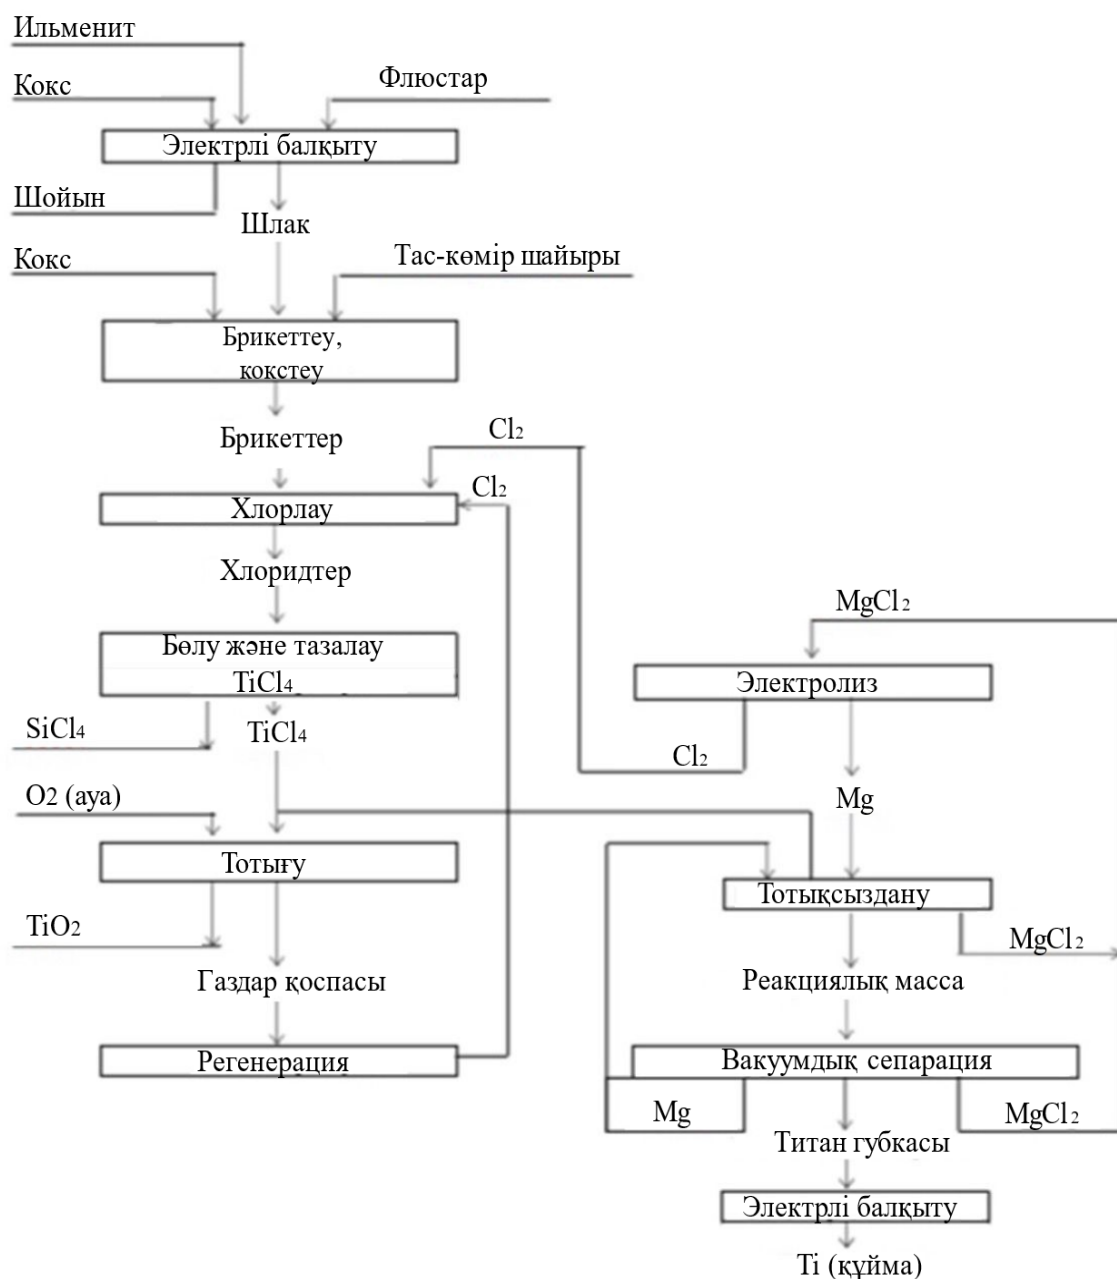 Ильменит
Кокс
Флюстар
Электрлі балқыту
Шойын
Шлак
Кокс
Тас-көмір шайыры
Брикеттеу,
кокстеу
Брикеттер
Cl2
Cl2
Хлорлау
Хлоридтер
MgCl2
Бөлу және тазалау
TiCl4
Электролиз
SiCl4
TiCl4
Cl2
O2 (ауа)
Mg
Тотығу
Тотықсыздану
TiO2
MgCl2
Газдар қоспасы
Реакциялық масса
Регенерация
Вакуумдық сепарация
Mg
MgCl2
Титан губкасы
Электрлі балқыту
Ti (құйма)